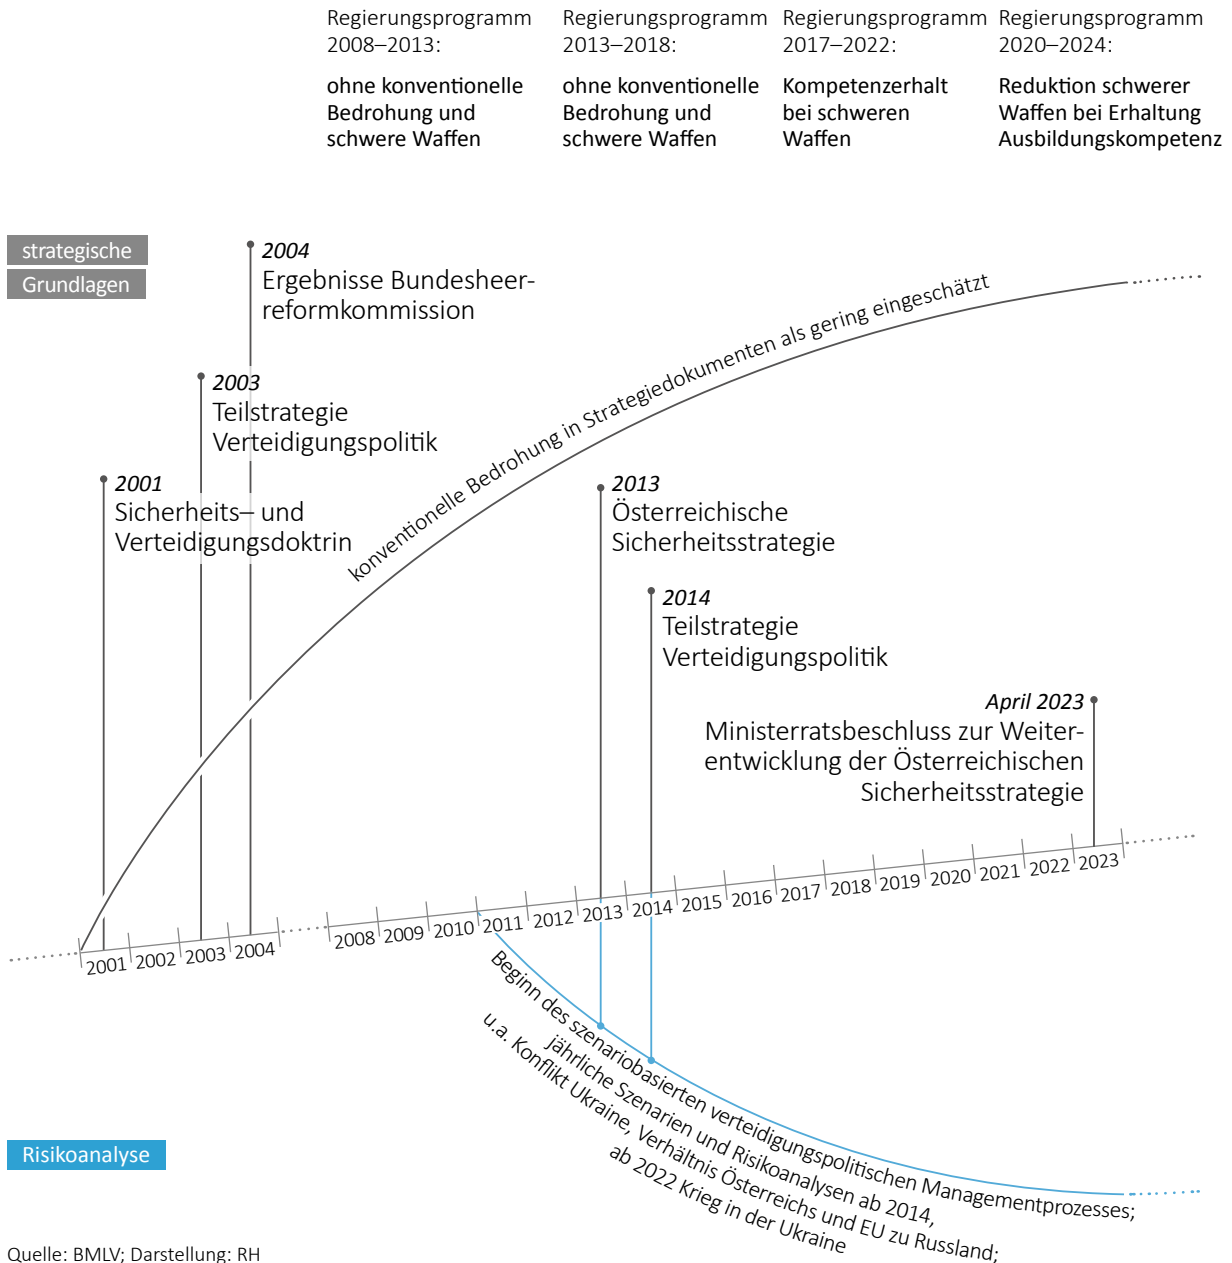 Regierungsprogramm
2008–2013:
ohne konventionelle
Bedrohung und
schwere Waffen
Regierungsprogramm
2013–2018:
ohne konventionelle
Bedrohung und
schwere Waffen
Regierungsprogramm
2017–2022:
Kompetenzerhalt
bei schweren
Waffen
Regierungsprogramm
2020–2024:
Reduktion schwerer
Waffen bei Erhaltung
Ausbildungskompetenz
strategische
Grundlagen
2004
Ergebnisse Bundesheer-
reformkommission
2003
Teilstrategie
Verteidigungspolitik
2001
Sicherheits– und
Verteidigungsdoktrin
konventionelle Bedrohung in Strategiedokumenten als gering eingeschätzt
2013
Österreichische
Sicherheitsstrategie
2014
Teilstrategie
Verteidigungspolitik
April 2023
Ministerratsbeschluss zur Weiter-
entwicklung der Österreichischen
Sicherheitsstrategie
2001 2002 2003 2004 2008 2009 2010 2011 2012 2013 2014 2015 2016 2017 2018 2019 2020 2021 2022 2023
Beginn des szenariobasierten verteidigungspolitischen Managementprozesses;
jährliche Szenarien und Risikoanalysen ab 2014,
u.a. Konflikt Ukraine, Verhältnis Österreichs und EU zu Russland;
ab 2022 Krieg in der Ukraine
Risikoanalyse
Quelle: BMLV; Darstellung: RH